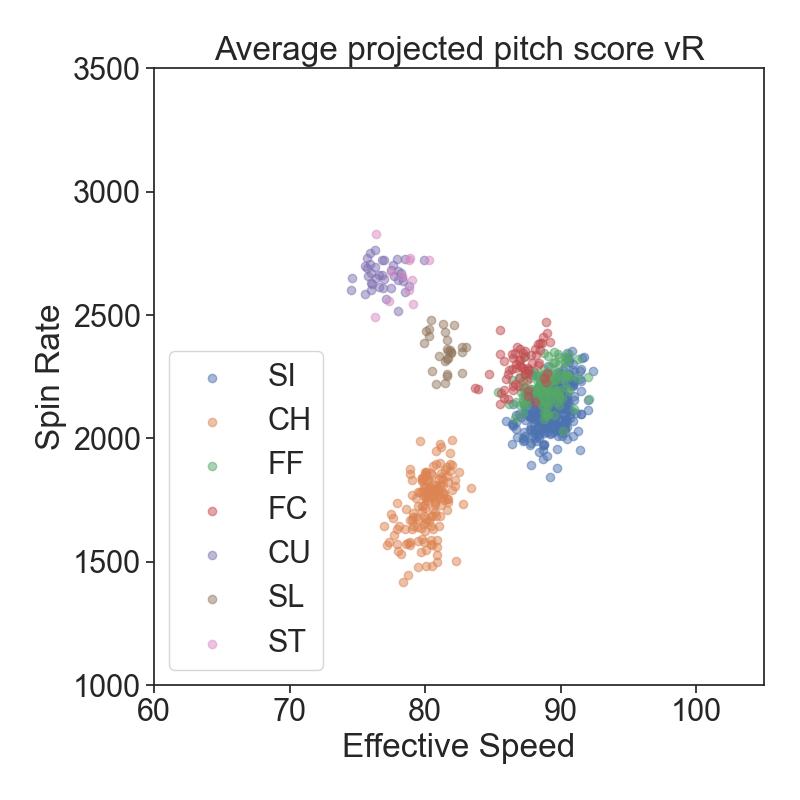 Average projected pitch score vR
3500
3000
2500
2000
1500
1000
Spin Rate
SI
CH
FF
FC
CU
SL
ST
60 70 80 90 100
Effective Speed